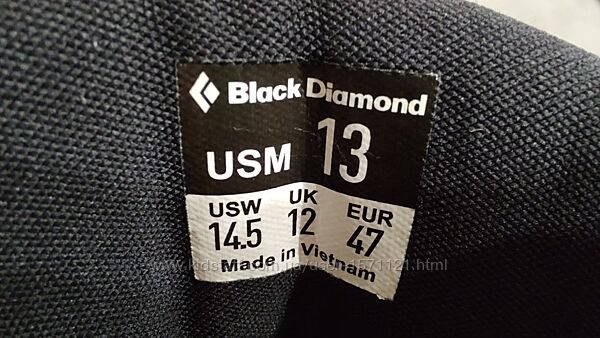 Black Diamond
USM 13
USW UK EUR
14.5 12 47
Made in Vietnam